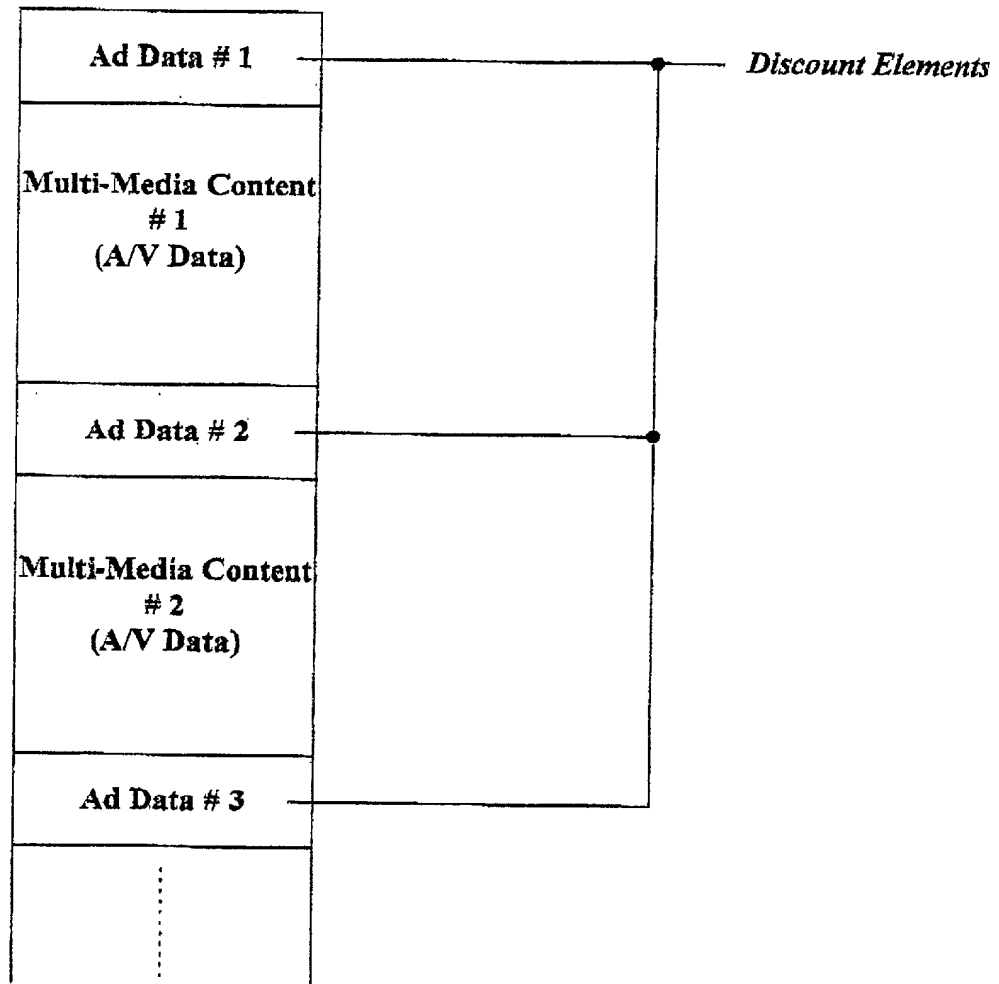 Ad Data # 1
Discount Elements
Multi-Media Content
# 1
(A/V Data)
Ad Data # 2
Multi-Media Content
# 2
(A/V Data)
Ad Data # 3